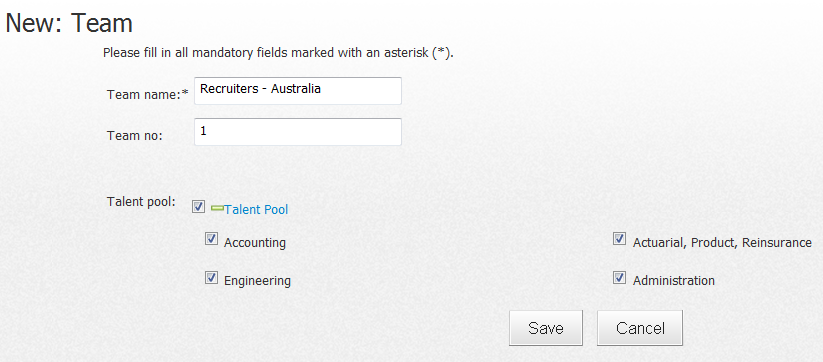 New: Team
Please fill in all mandatory fields marked with an asterisk (*).
Team name:* Recruiters - Australia
Team no: 1
Talent pool: Talent Pool
Accounting Actuarial, Product, Reinsurance
Engineering Administration
Save Cancel